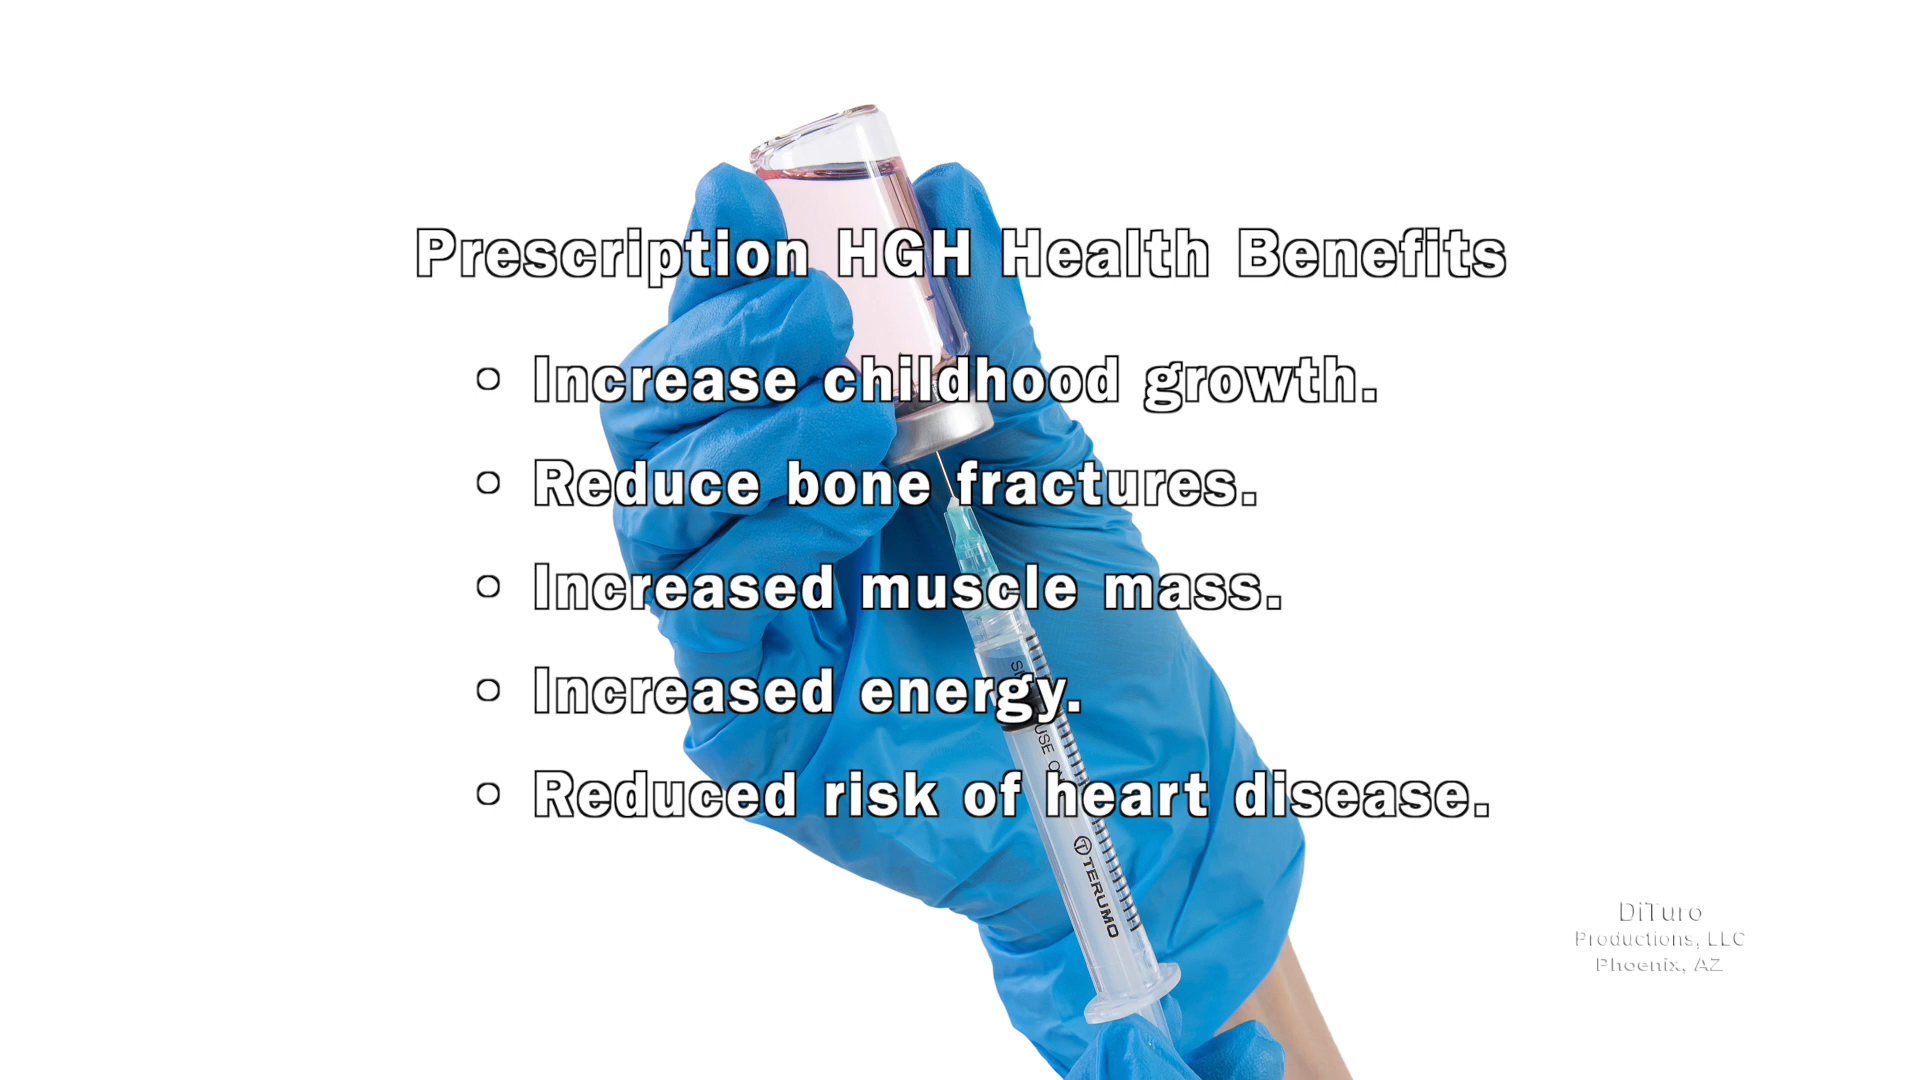 Prescription HGH Health Benefits
Increase childhood growth.
Reduce bone fractures.
Increased muscle mass.
Increased energy.
Reduced risk of heart disease.
USE
TERUMO
DiTuro
Productions, LLC
Phoenix, AZ